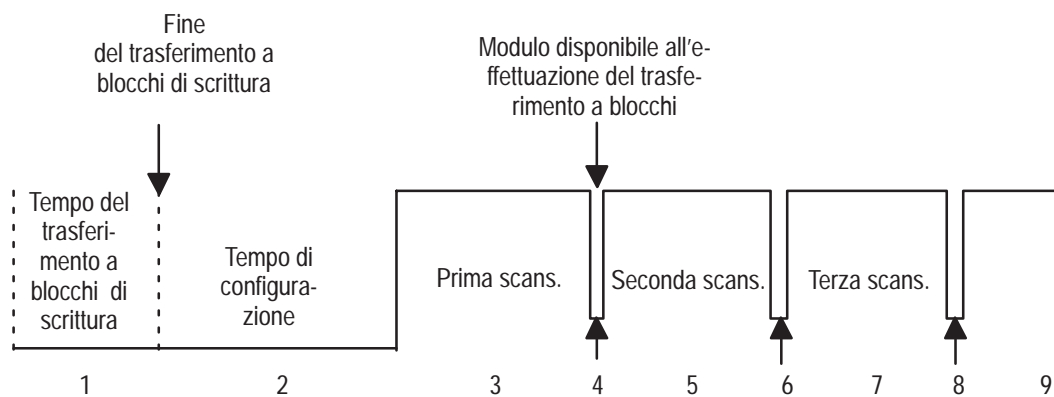 Fine
del trasferimento a
blocchi di scrittura
Modulo disponibile all'e-
ffettuazione del trasfe-
rimento a blocchi
Tempo del
trasferi-
mento a
blocchi di
scrittura
Tempo di
configura-
zione
Prima scans.
Seconda scans.
Terza scans.
1 2 3 4 5 6 7 8 9